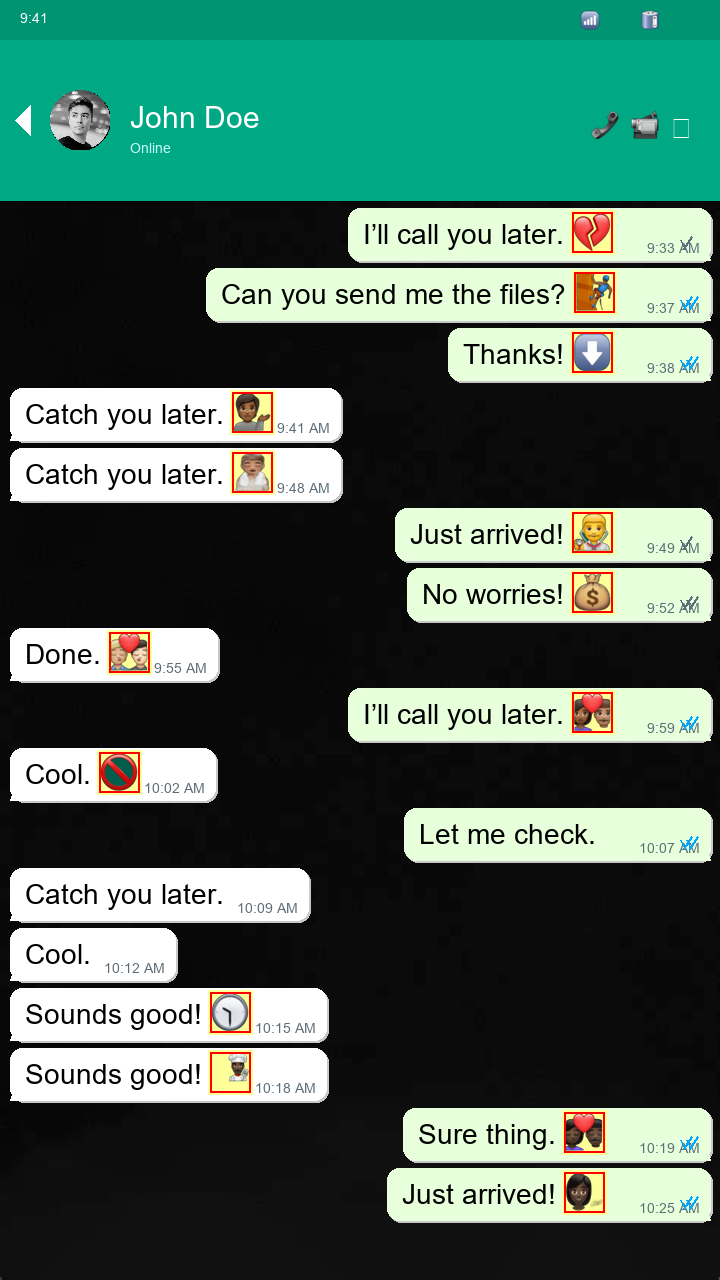 9:41
John Doe
Online
I’ll call you later. 9:33 AM
Can you send me the files? 9:37 AM
Thanks! 9:38 AM
Catch you later. 9:41 AM
Catch you later. 9:48 AM
Just arrived! 9:49 AM
No worries! 9:52 AM
Done. 9:55 AM
I’ll call you later. 9:59 AM
Cool. 10:02 AM
Let me check. 10:07 AM
Catch you later. 10:09 AM
Cool. 10:12 AM
Sounds good! 10:15 AM
Sounds good! 10:18 AM
Sure thing. 10:19 AM
Just arrived! 10:25 AM